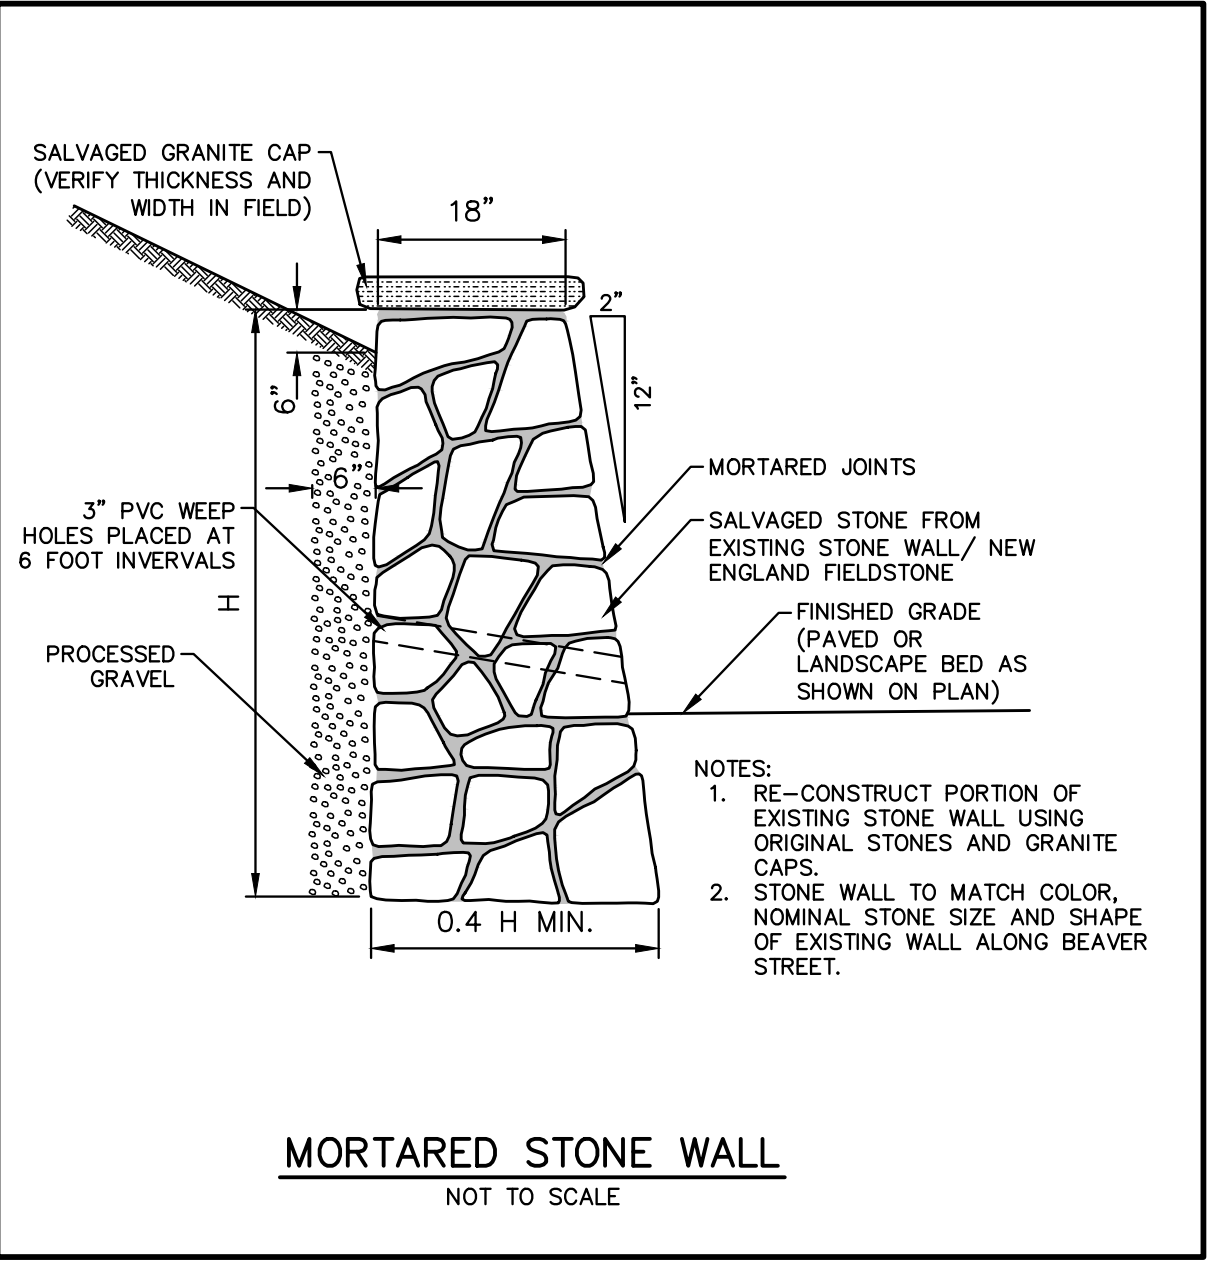 SALVAGED GRANITE CAP
(VERIFY THICKNESS AND
WIDTH IN FIELD)
18"
2"
12"
6"
6"
MORTARED JOINTS
3" PVC WEEP
HOLES PLACED AT
6 FOOT INVERVALS
SALVAGED STONE FROM
EXISTING STONE WALL/ NEW
ENGLAND FIELDSTONE
H
FINISHED GRADE
(PAVED OR
LANDSCAPE BED AS
SHOWN ON PLAN)
PROCESSED
GRAVEL
0.4 H MIN.
NOTES:
1. RE-CONSTRUCT PORTION OF
EXISTING STONE WALL USING
ORIGINAL STONES AND GRANITE
CAPS.
2. STONE WALL TO MATCH COLOR,
NOMINAL STONE SIZE AND SHAPE
OF EXISTING WALL ALONG BEAVER
STREET.
MORTARED STONE WALL
NOT TO SCALE